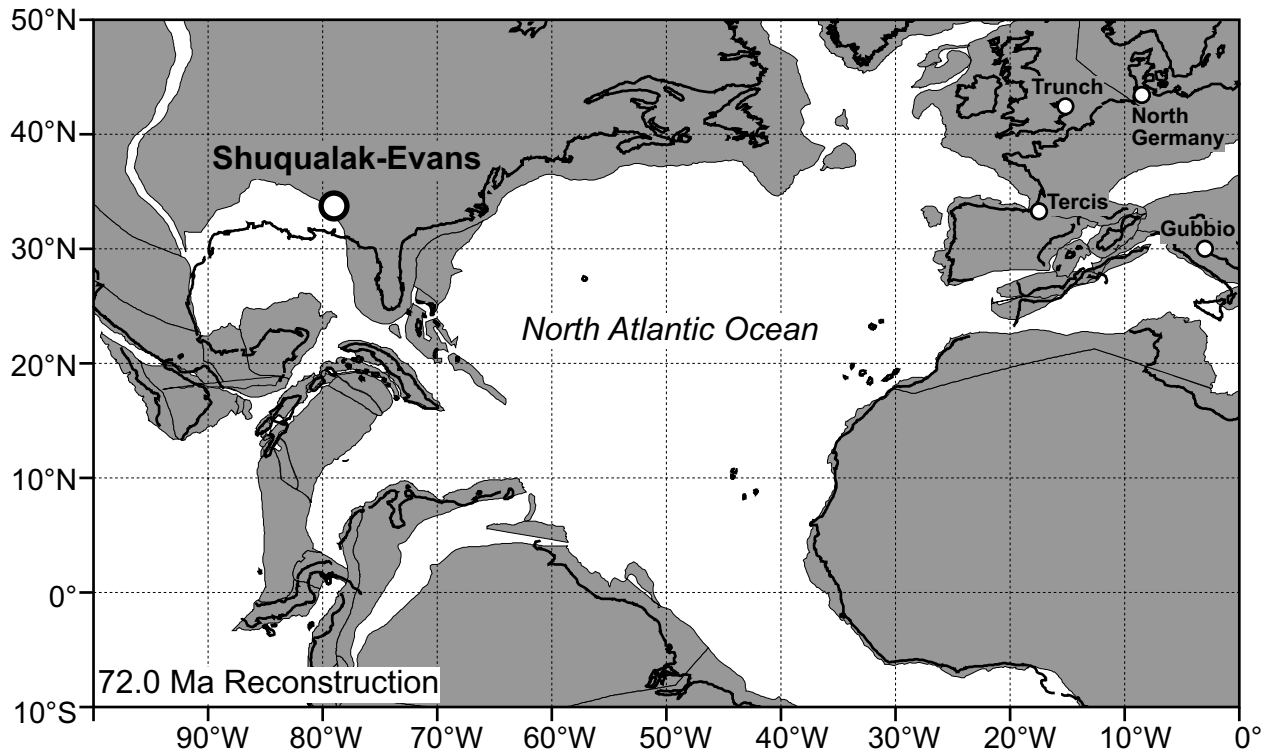 50°N
40°N
30°N
20°N
10°N
0°
10°S
Trunch
North
Germany
Shuqualak-Evans
Tercis
Gubbio
North Atlantic Ocean
72.0 Ma Reconstruction
90°W 80°W 70°W 60°W 50°W 40°W 30°W 20°W 10°W 0°